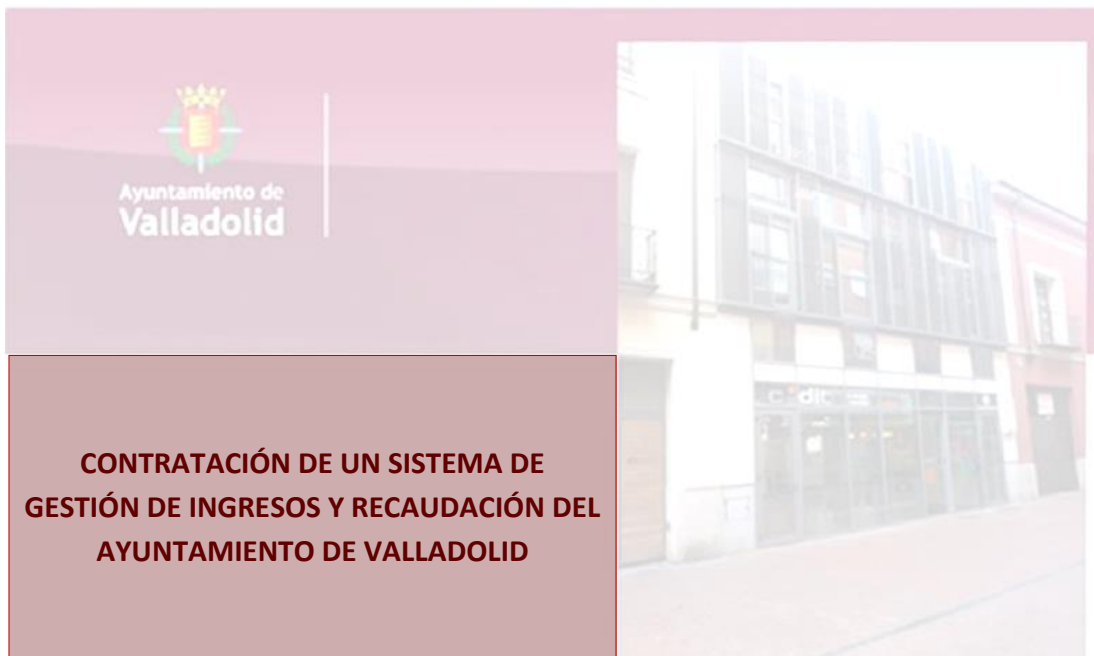 Ayuntamiento de
Valladolid
CONTRATACIÓN DE UN SISTEMA DE
GESTIÓN DE INGRESOS Y RECAUDACIÓN DEL
AYUNTAMIENTO DE VALLADOLID